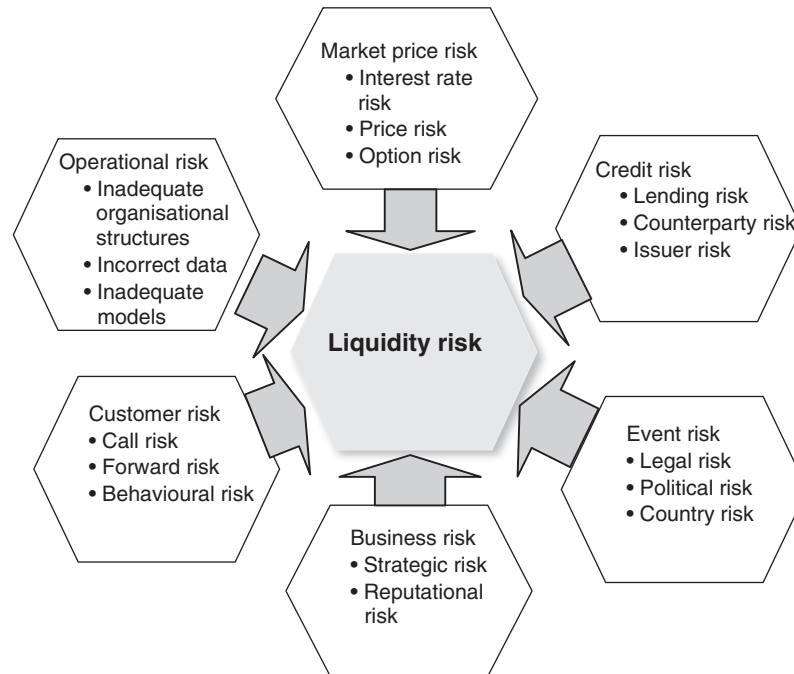 Market price risk
• Interest rate
risk
• Price risk
• Option risk
Operational risk
• Inadequate
organisational
structures
• Incorrect data
• Inadequate
models
Credit risk
• Lending risk
• Counterparty risk
• Issuer risk
Liquidity risk
Customer risk
• Call risk
• Forward risk
• Behavioural risk
Event risk
• Legal risk
• Political risk
• Country risk
Business risk
• Strategic risk
• Reputational
risk